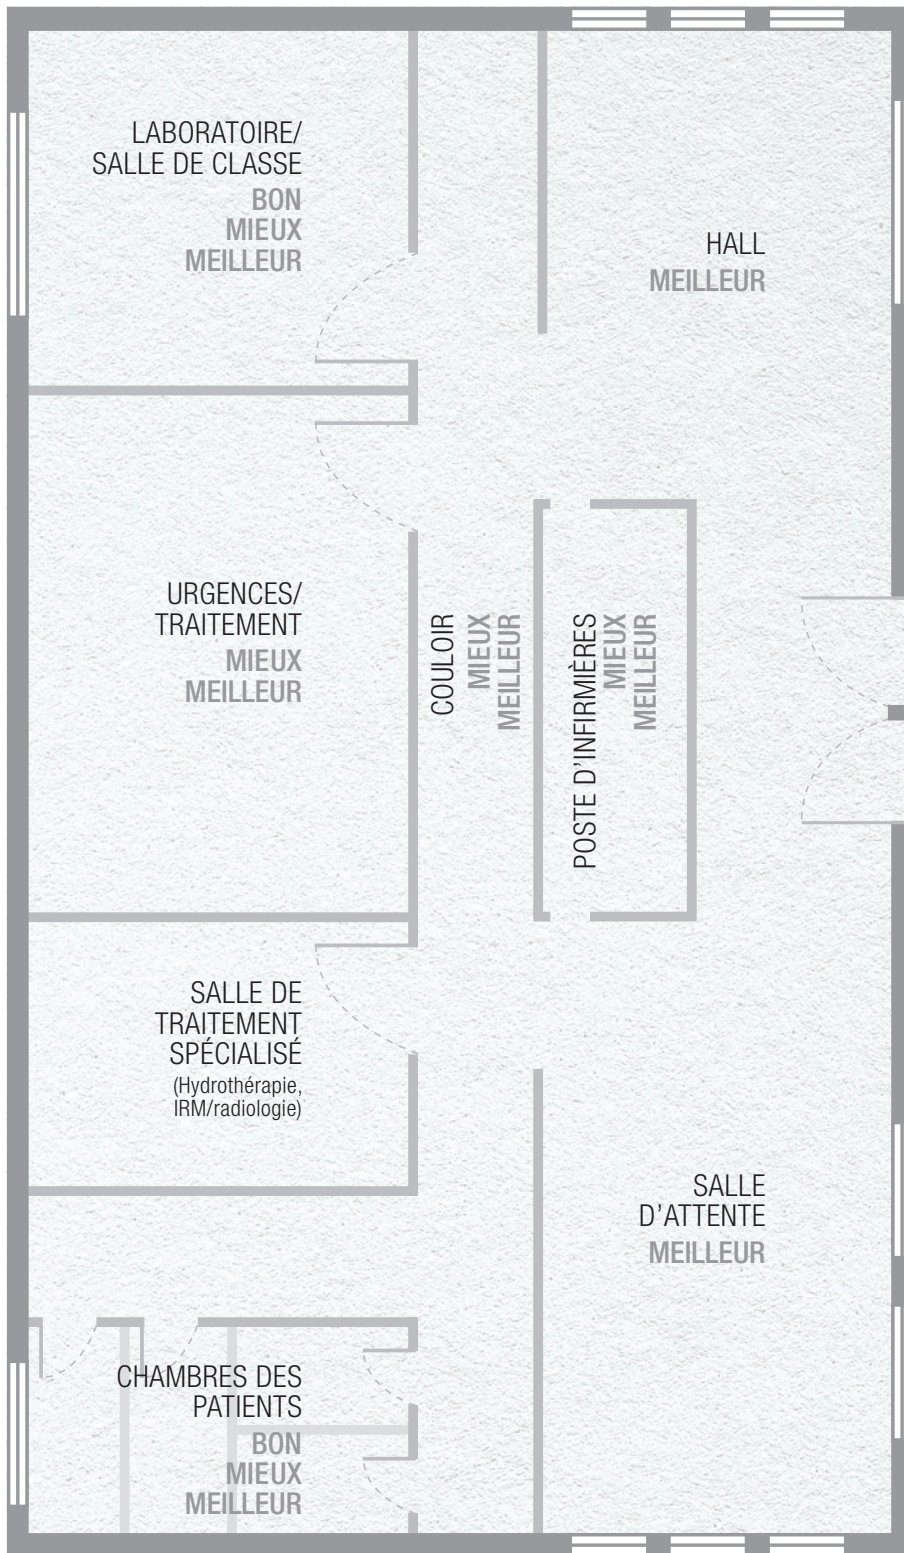 LABORATOIRE/
SALLE DE CLASSE
BON
MIEUX
MEILLEUR
HALL
MEILLEUR
URGENCES/
TRAITEMENT
MIEUX
MEILLEUR
COULOIR
MIEUX
MEILLEUR
POSTE D’INFIRMIÈRES
MIEUX
MEILLEUR
SALLE DE
TRAITEMENT
SPÉCIALISÉ
(Hydrothérapie,
IRM/radiologie)
SALLE
D’ATTENTE
MEILLEUR
CHAMBRES DES
PATIENTS
BON
MIEUX
MEILLEUR